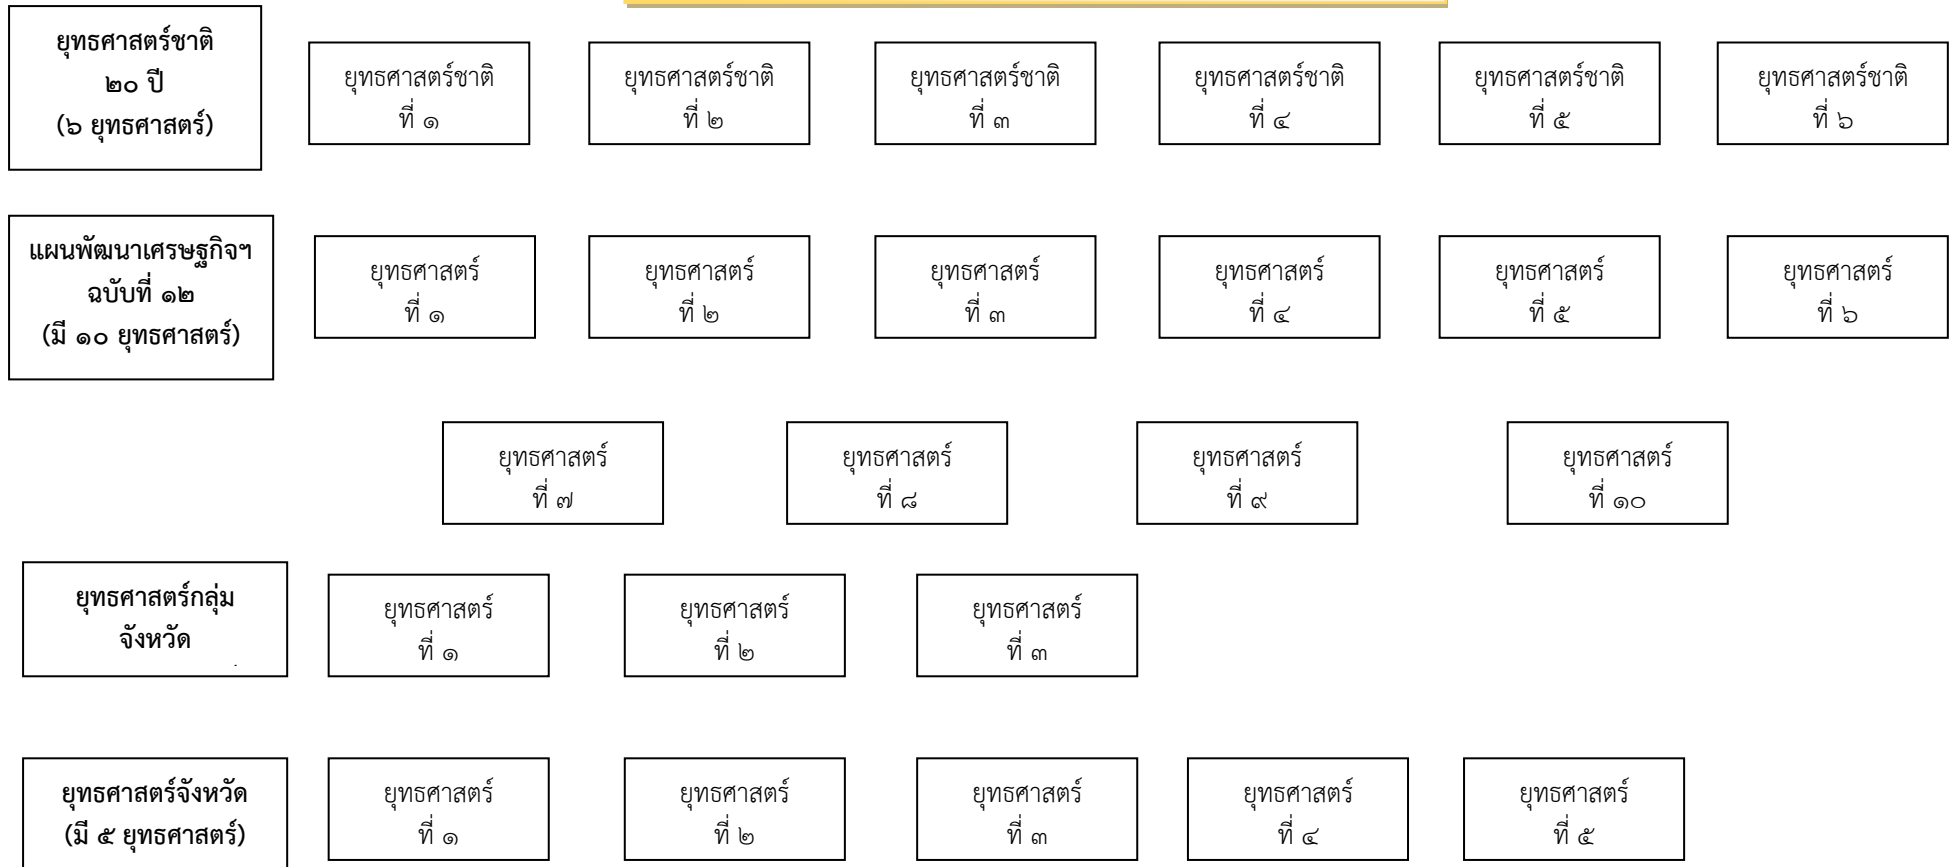 ยุทธศาสตร์ชาติ
๒๐ ปี
(๖ ยุทธศาสตร์)
ยุทธศาสตร์ชาติ
ที่ ๑
ยุทธศาสตร์ชาติ
ที่ ๒
ยุทธศาสตร์ชาติ
ที่ ๓
ยุทธศาสตร์ชาติ
ที่ ๔
ยุทธศาสตร์ชาติ
ที่ ๕
ยุทธศาสตร์ชาติ
ที่ ๖
แผนพัฒนาเศรษฐกิจฯ
ฉบับที่ ๑๒
(มี ๑๐ ยุทธศาสตร์)
ยุทธศาสตร์
ที่ ๑
ยุทธศาสตร์
ที่ ๒
ยุทธศาสตร์
ที่ ๓
ยุทธศาสตร์
ที่ ๔
ยุทธศาสตร์
ที่ ๕
ยุทธศาสตร์
ที่ ๖
ยุทธศาสตร์
ที่ ๗
ยุทธศาสตร์
ที่ ๘
ยุทธศาสตร์
ที่ ๙
ยุทธศาสตร์
ที่ ๑๐
ยุทธศาสตร์กลุ่ม
จังหวัด
ยุทธศาสตร์
ที่ ๑
ยุทธศาสตร์
ที่ ๒
ยุทธศาสตร์
ที่ ๓
ยุทธศาสตร์จังหวัด
(มี ๕ ยุทธศาสตร์)
ยุทธศาสตร์
ที่ ๑
ยุทธศาสตร์
ที่ ๒
ยุทธศาสตร์
ที่ ๓
ยุทธศาสตร์
ที่ ๔
ยุทธศาสตร์
ที่ ๕